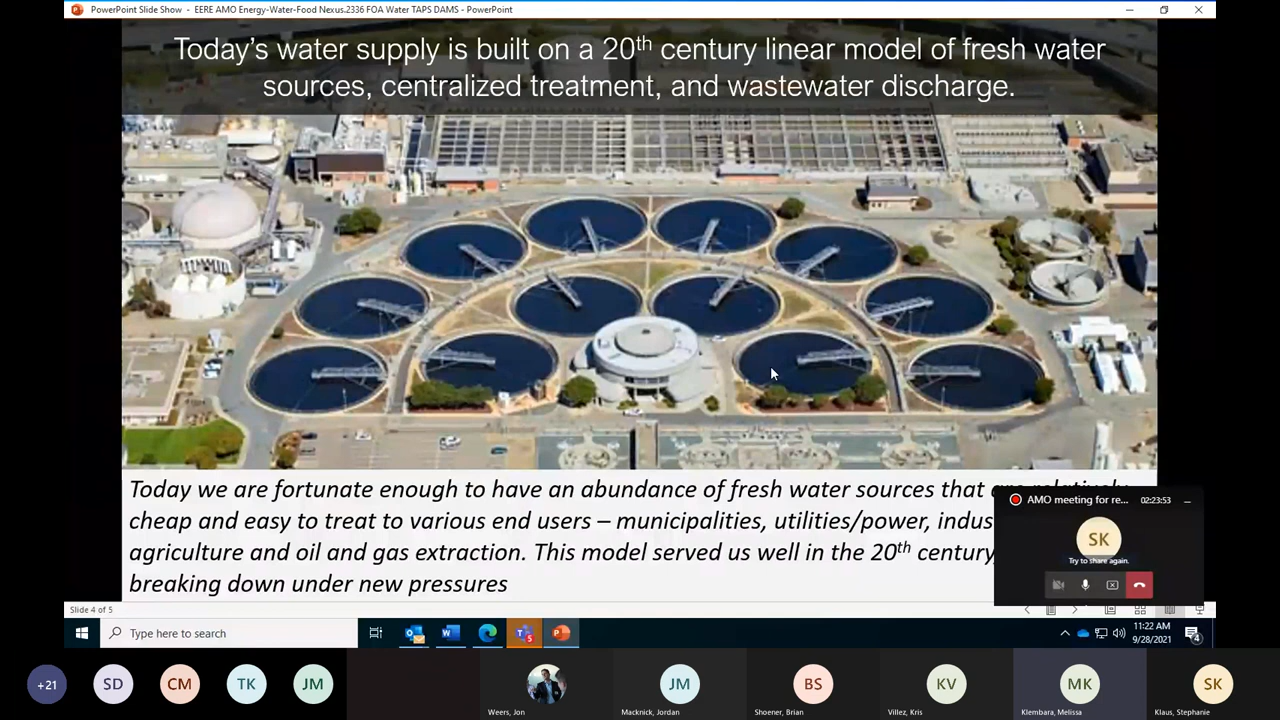 PowerPoint Slide Show - EERE AMO Energy-Water-Food Nexus.2336 FOA Water TAPS DAMS - PowerPoint
Today's water supply is built on a 20th century linear model of fresh water
sources, centralized treatment, and wastewater discharge.
Today we are fortunate enough to have an abundance of fresh water sources that are relatively
cheap and easy to treat to various end users – municipalities, utilities/power, indus
agriculture and oil and gas extraction. This model served us well in the 20th century,
breaking down under new pressures
AMO meeting for re... 02:23:53
SK
Try to share again.
Slide 4 of 5
Type here to search
11:22 AM
9/28/2021
4
5
+21
SD
CM
TK
JM
Weers, Jon
JM
Macknick, Jordan
BS
Shoener, Brian
KV
Villez, Kris
MK
Klembara, Melissa
SK
Klaus, Stephanie